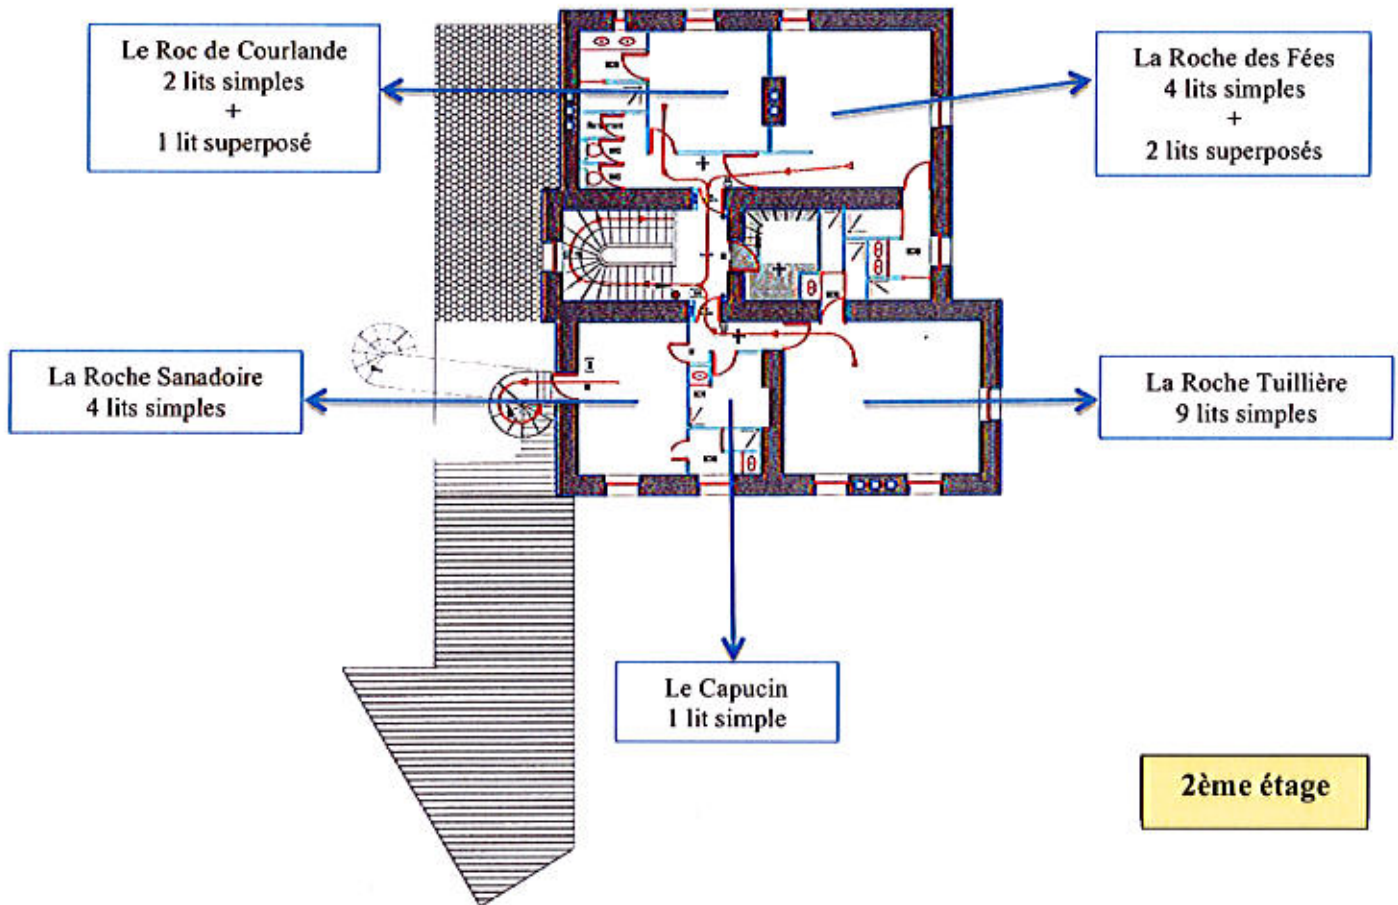 Le Roc de Courlande
2 lits simples
+
1 lit superposé
La Roche des Fées
4 lits simples
+
2 lits superposés
La Roche Sanadoire
4 lits simples
La Roche Tuillière
9 lits simples
Le Capucin
1 lit simple
2ème étage